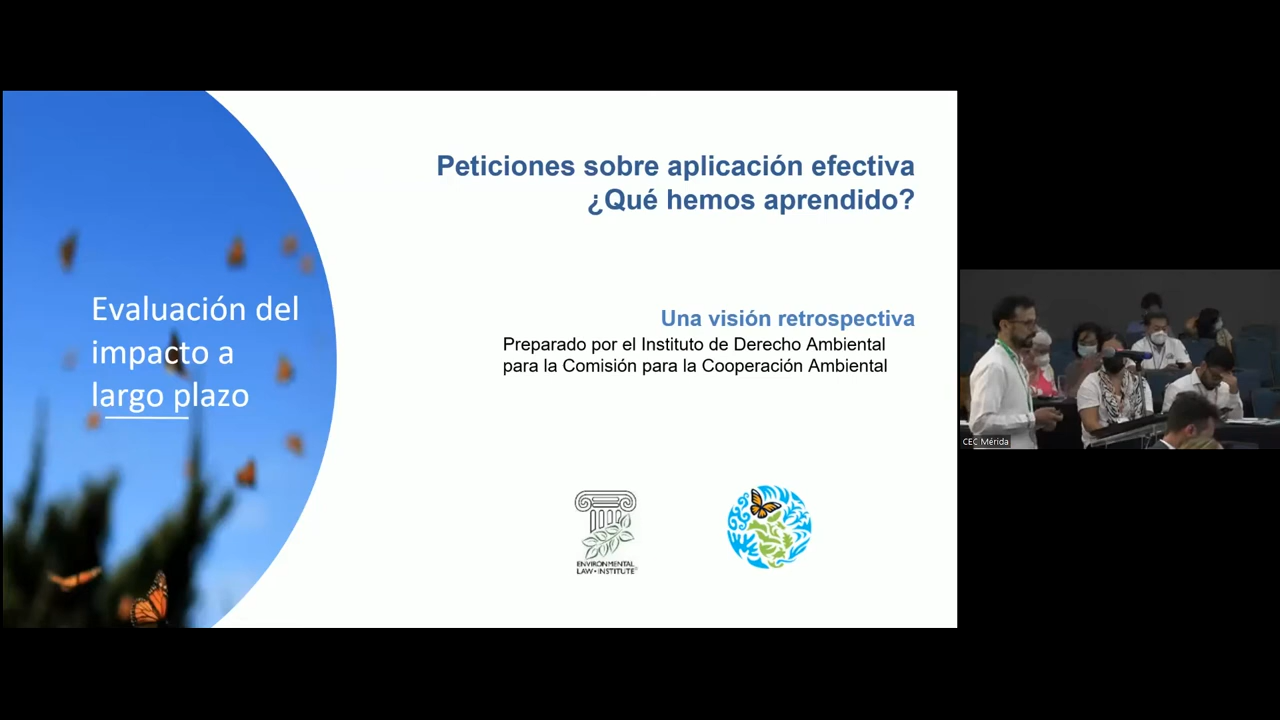 Peticiones sobre aplicación efectiva
¿Qué hemos aprendido?
Evaluación del
impacto a
largo plazo
Una visión retrospectiva
Preparado por el Instituto de Derecho Ambiental
para la Comisión para la Cooperación Ambiental
ENVIRONMENTAL
LAW • INSTITUTE®
CEC Mérida